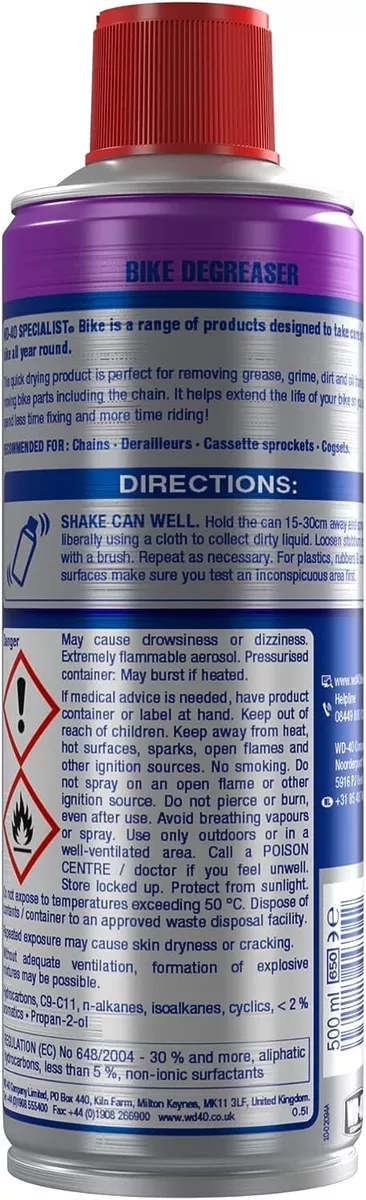 BIKE DEGREASER
WD-40 SPECIALIST® Bike is a range of products designed to take care
bike all year round.
quick drying product is perfect for removing grease, grime, dirt and oil from
moving bike parts including the chain. It helps extend the life of your bike so you
spend less time fixing and more time riding!
RECOMMENDED FOR: Chains · Derailleurs · Cassette sprockets · Cogsets.
DIRECTIONS:
SHAKE CAN WELL. Hold the can 15-30cm away and
liberally using a cloth to collect dirty liquid. Loosen stubborn
with a brush. Repeat as necessary. For plastics, rubbers &
surfaces make sure you test an inconspicuous area first.
Danger
May cause drowsiness or dizziness.
Extremely flammable aerosol. Pressurised
container: May burst if heated.
If medical advice is needed, have product
container or label at hand. Keep out of
reach of children. Keep away from heat,
hot surfaces, sparks, open flames and
other ignition sources. No smoking. Do
not spray on an open flame or other
ignition source. Do not pierce or burn,
even after use. Avoid breathing vapours
or spray. Use only outdoors or in a
well-ventilated area. Call a POISON
CENTRE / doctor if you feel unwell.
Store locked up. Protect from sunlight.
Do not expose to temperatures exceeding 50 °C. Dispose of
contents / container to an approved waste disposal facility.
Repeated exposure may cause skin dryness or cracking.
Without adequate ventilation, formation of explosive
mixtures may be possible.
Hydrocarbons, C9-C11, n-alkanes, isoalkanes, cyclics, < 2 %
aromatics • Propan-2-ol
REGULATION (EC) No 648/2004 - 30 % and more, aliphatic
hydrocarbons, less than 5 %, non-ionic surfactants
WD-40 Company Limited, PO Box 440, Kiln Farm, Milton Keynes, MK11 3LF, United Kingdom.
+44 (0)1908 555400 Fax +44 (0)1908 266900 www.wd40.co.uk 0.5l
Helpline
WD-40
5916 PJ
NL
500 ml 650 e